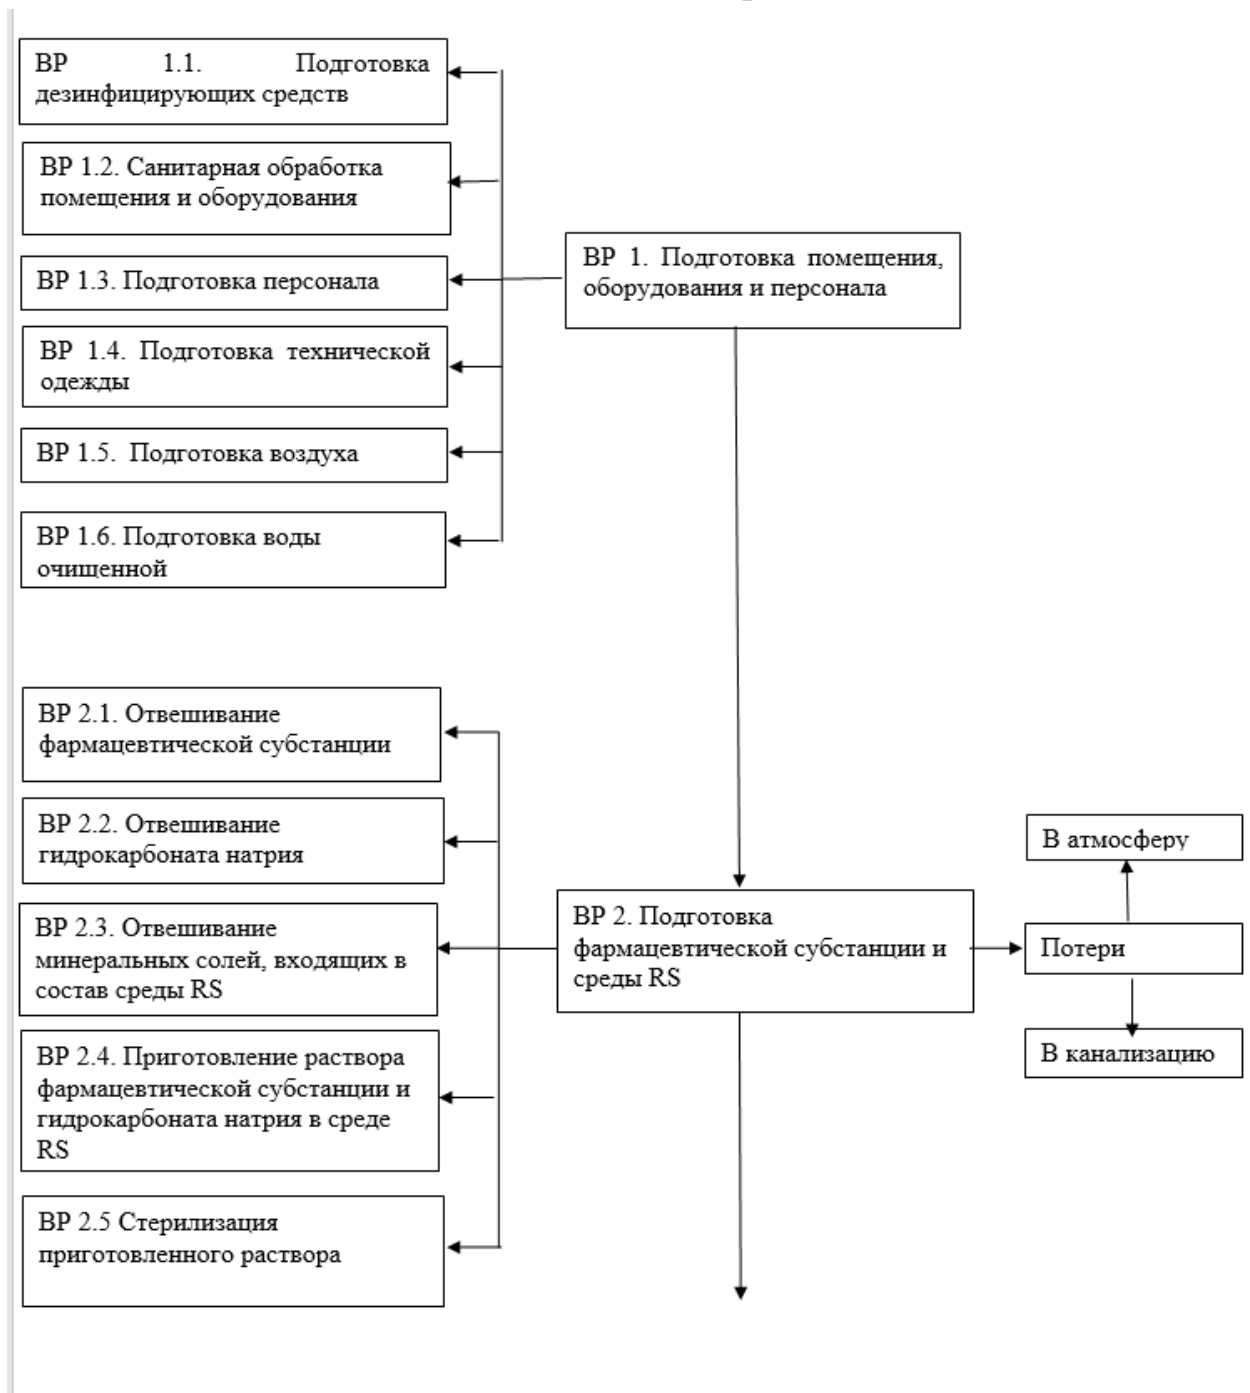 ВР 1.1. Подготовка
дезинфицирующих средств
ВР 1.2. Санитарная обработка
помещения и оборудования
ВР 1. Подготовка помещения,
оборудования и персонала
ВР 1.3. Подготовка персонала
ВР 1.4. Подготовка технической
одежды
ВР 1.5. Подготовка воздуха
ВР 1.6. Подготовка воды
очищенной
ВР 2.1. Отвешивание
фармацевтической субстанции
ВР 2.2. Отвешивание
гидрокарбоната натрия
ВР 2.3. Отвешивание
минеральных солей, входящих в
состав среды RS
ВР 2. Подготовка
фармацевтической субстанции и
среды RS
В атмосферу
Потери
В канализацию
ВР 2.4. Приготовление раствора
фармацевтической субстанции и
гидрокарбоната натрия в среде
RS
ВР 2.5 Стерилизация
приготовленного раствора